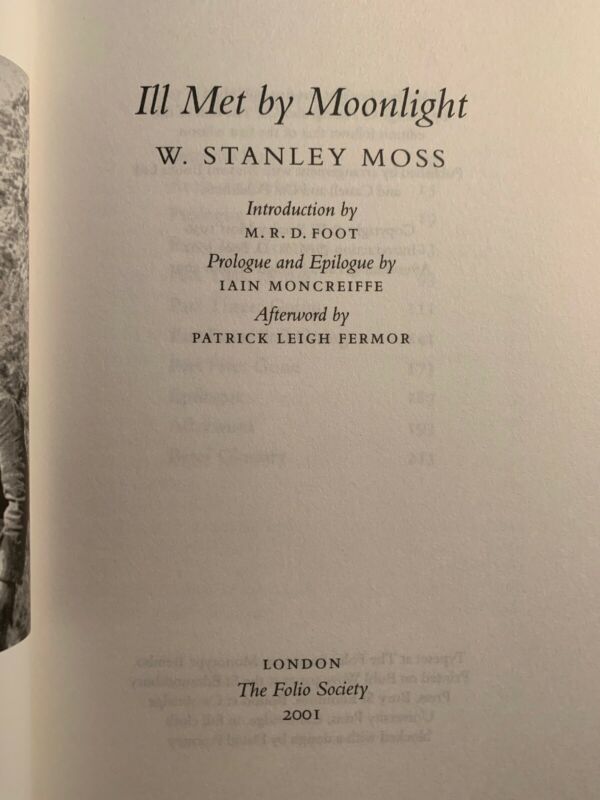 Ill Met by Moonlight
W. STANLEY MOSS
Introduction by
M. R. D. FOOT
Prologue and Epilogue by
IAIN MONCREIFFE
Afterword by
PATRICK LEIGH FERMOR
LONDON
The Folio Society
2001